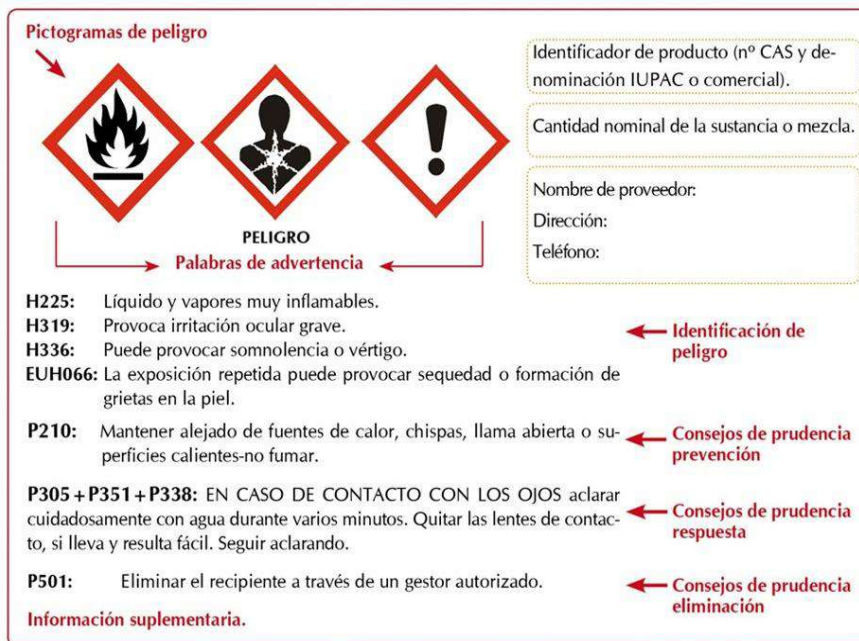 Pictogramas de peligro
Identificador de producto (nº CAS y de-
nominación IUPAC o comercial).
Cantidad nominal de la sustancia o mezcla.
Nombre de proveedor:
Dirección:
Teléfono:
PELIGRO
Palabras de advertencia
H225: Líquido y vapores muy inflamables.
H319: Provoca irritación ocular grave.
H336: Puede provocar somnolencia o vértigo.
EUH066: La exposición repetida puede provocar sequedad o formación de
grietas en la piel.
Identificación de
peligro
P210: Mantener alejado de fuentes de calor, chispas, llama abierta o su-
perficies calientes-no fumar.
Consejos de prudencia
prevención
P305+P351+P338: EN CASO DE CONTACTO CON LOS OJOS aclarar
cuidadosamente con agua durante varios minutos. Quitar las lentes de contac-
to, si lleva y resulta fácil. Seguir aclarando.
Consejos de prudencia
respuesta
P501: Eliminar el recipiente a través de un gestor autorizado.
Consejos de prudencia
eliminación
Información suplementaria.